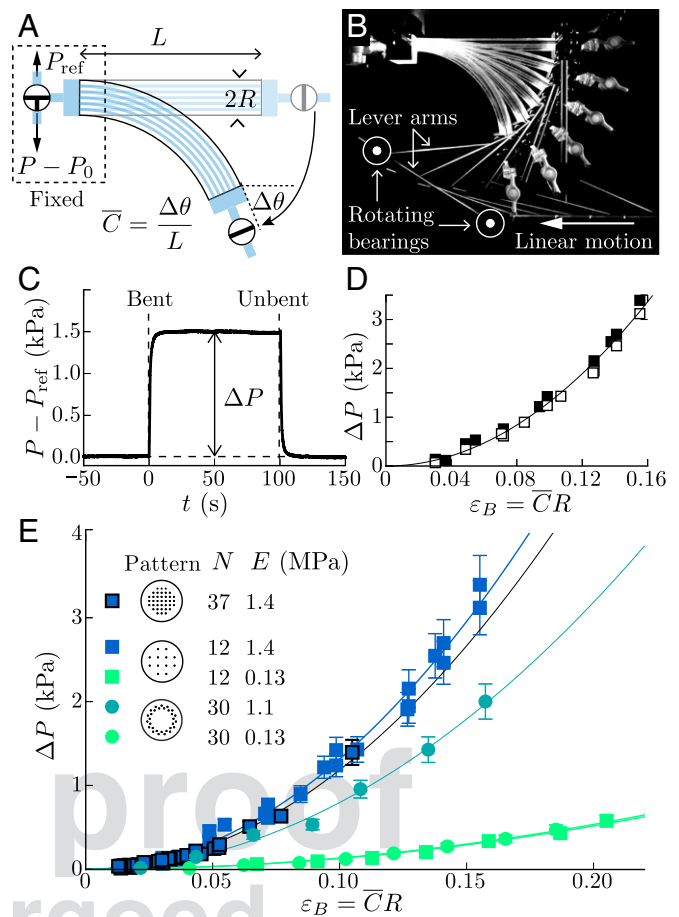 A
L
P_ref
2R
P − P_0
Fixed
C̅ = Δθ / L
Δθ
B
Lever arms
Rotating
bearings
Linear motion
C
Bent
Unbent
P − P_ref (kPa)
1.5
1.0
0.5
0.0
ΔP
−50 0 50 100 150
t (s)
D
ΔP (kPa)
3
2
1
0
0 0.04 0.08 0.12 0.16
ε_B = C̅R
E
ΔP (kPa)
4
3
2
1
0
Pattern N E (MPa)
37 1.4
12 1.4
12 0.13
30 1.1
30 0.13
0.05 0.10 0.15 0.20
ε_B = C̅R
proof